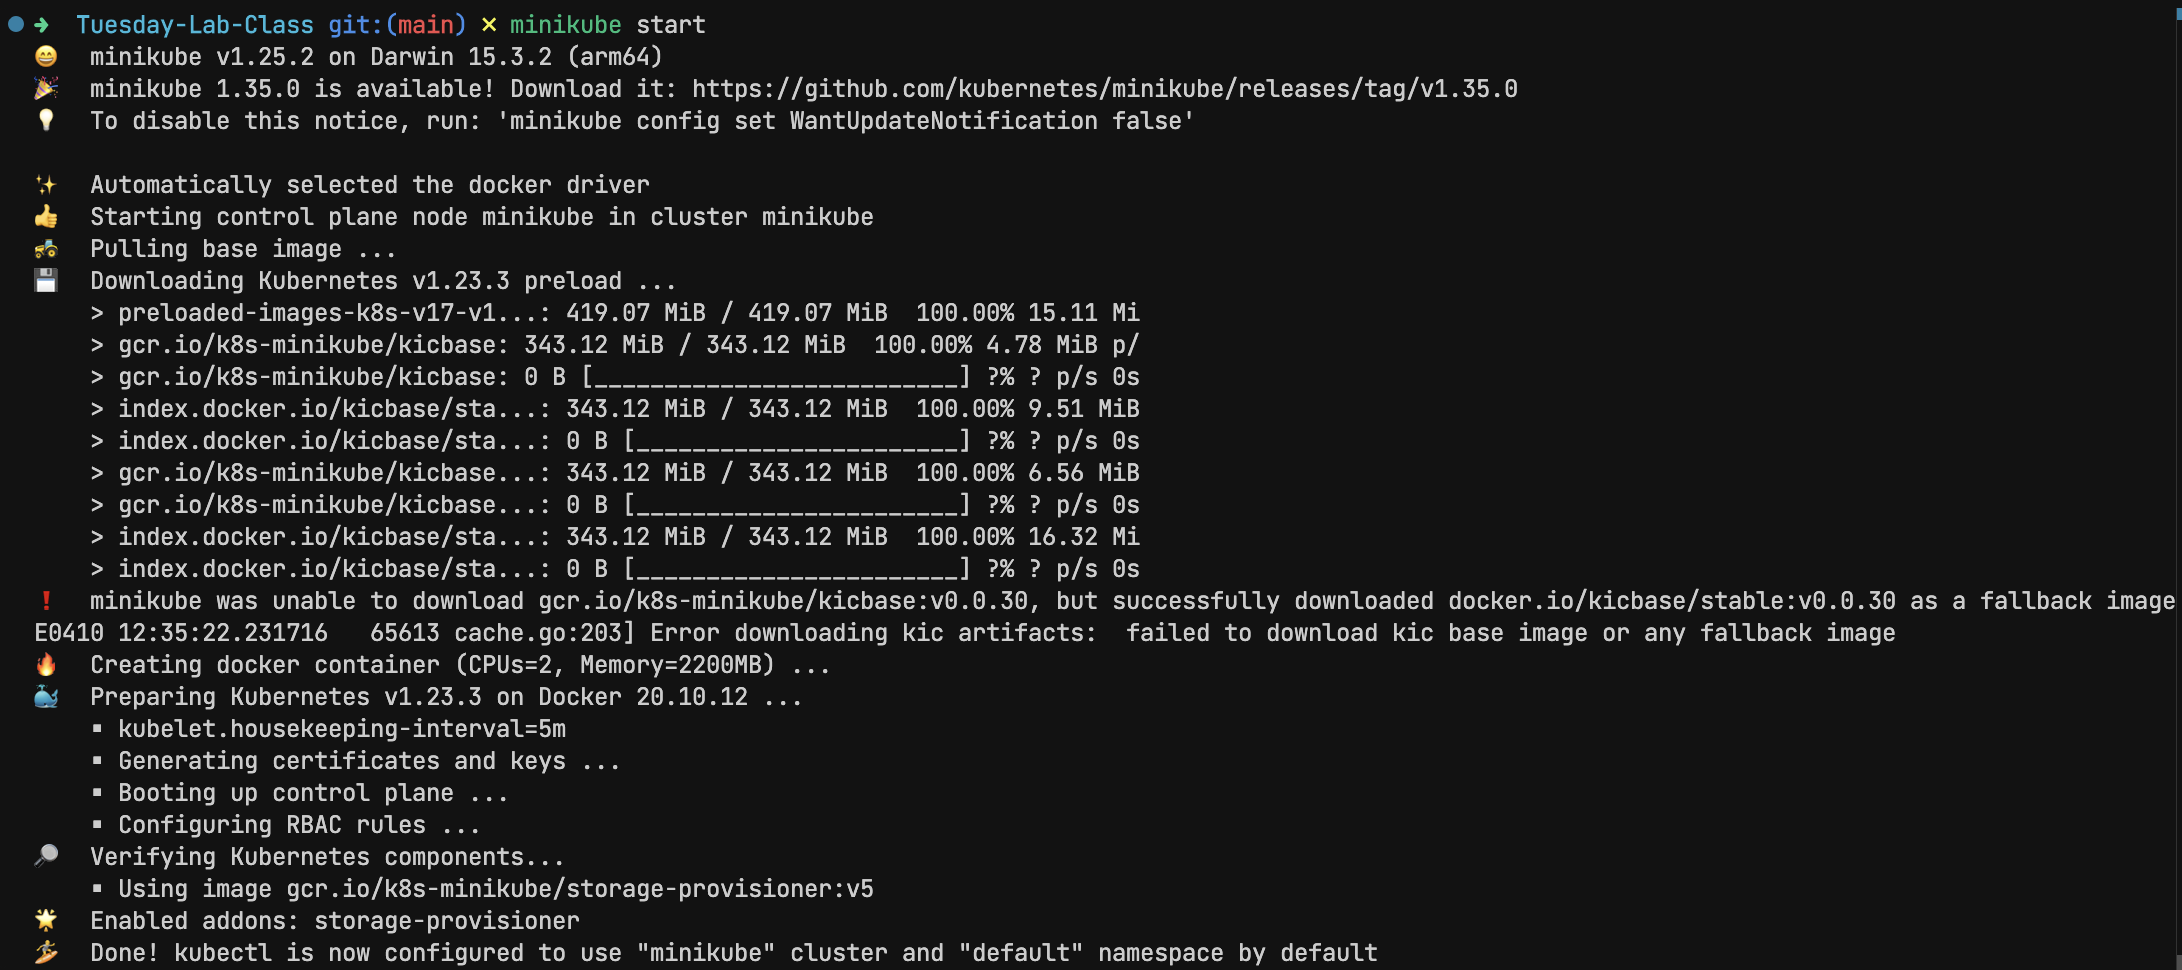 ➜ Tuesday-Lab-Class git:(main) ✗ minikube start
😄 minikube v1.25.2 on Darwin 15.3.2 (arm64)
🎉 minikube 1.35.0 is available! Download it: https://github.com/kubernetes/minikube/releases/tag/v1.35.0
💡 To disable this notice, run: 'minikube config set WantUpdateNotification false'
✨ Automatically selected the docker driver
👍 Starting control plane node minikube in cluster minikube
🚜 Pulling base image ...
💾 Downloading Kubernetes v1.23.3 preload ...
> preloaded-images-k8s-v17-v1...: 419.07 MiB / 419.07 MiB 100.00% 15.11 Mi
> gcr.io/k8s-minikube/kicbase: 343.12 MiB / 343.12 MiB 100.00% 4.78 MiB p/
> gcr.io/k8s-minikube/kicbase: 0 B [__________________________] ?% ? p/s 0s
> index.docker.io/kicbase/sta...: 343.12 MiB / 343.12 MiB 100.00% 9.51 MiB
> index.docker.io/kicbase/sta...: 0 B [_______________________] ?% ? p/s 0s
> gcr.io/k8s-minikube/kicbase...: 343.12 MiB / 343.12 MiB 100.00% 6.56 MiB
> gcr.io/k8s-minikube/kicbase...: 0 B [_______________________] ?% ? p/s 0s
> index.docker.io/kicbase/sta...: 343.12 MiB / 343.12 MiB 100.00% 16.32 Mi
> index.docker.io/kicbase/sta...: 0 B [_______________________] ?% ? p/s 0s
❗ minikube was unable to download gcr.io/k8s-minikube/kicbase:v0.0.30, but successfully downloaded docker.io/kicbase/stable:v0.0.30 as a fallback image
E0410 12:35:22.231716 65613 cache.go:203] Error downloading kic artifacts: failed to download kic base image or any fallback image
🔥 Creating docker container (CPUs=2, Memory=2200MB) ...
🐳 Preparing Kubernetes v1.23.3 on Docker 20.10.12 ...
▪ kubelet.housekeeping-interval=5m
▪ Generating certificates and keys ...
▪ Booting up control plane ...
▪ Configuring RBAC rules ...
🔎 Verifying Kubernetes components...
▪ Using image gcr.io/k8s-minikube/storage-provisioner:v5
🌟 Enabled addons: storage-provisioner
🏄 Done! kubectl is now configured to use "minikube" cluster and "default" namespace by default